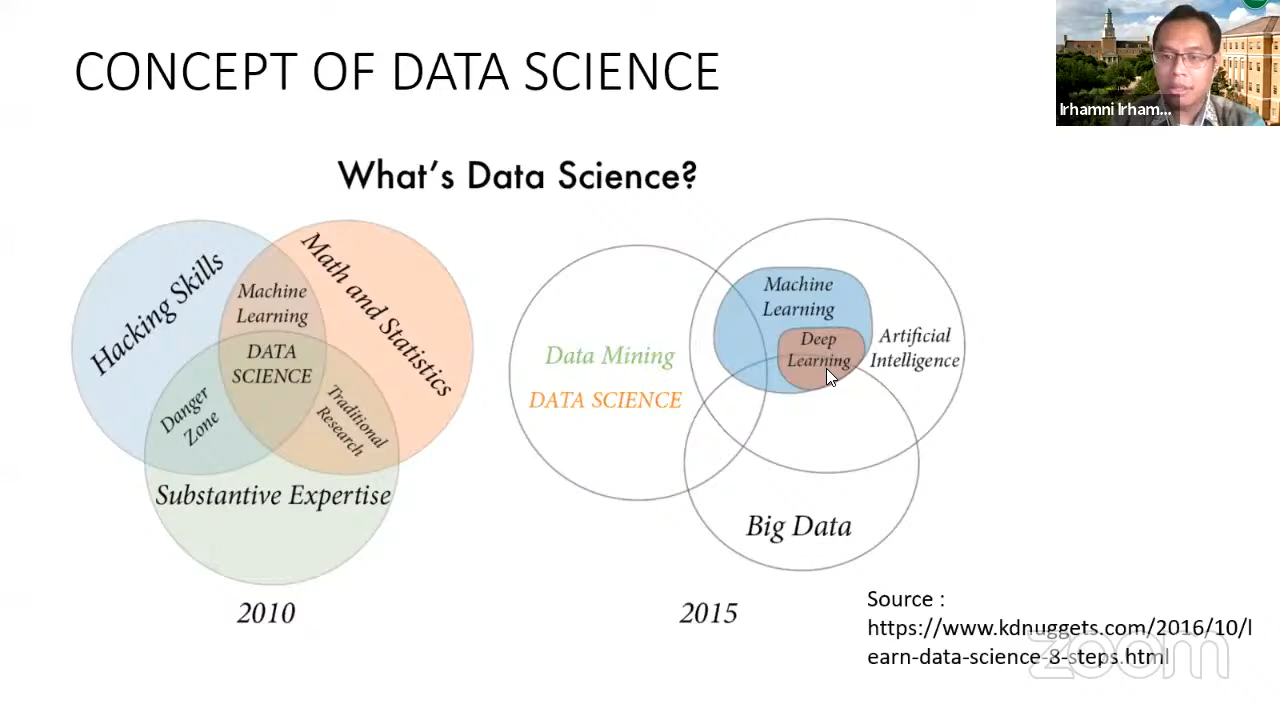 CONCEPT OF DATA SCIENCE
Irhamni Irham...
What's Data Science?
Hacking Skills
Math and Statistics
Machine
Learning
DATA
SCIENCE
Danger
Zone
Traditional
Research
Substantive Expertise
2010
Data Mining
DATA SCIENCE
Machine
Learning
Deep
Learning
Artificial
Intelligence
Big Data
2015
Source :
https://www.kdnuggets.com/2016/10/l
earn-data-science-8-steps.html
zoom